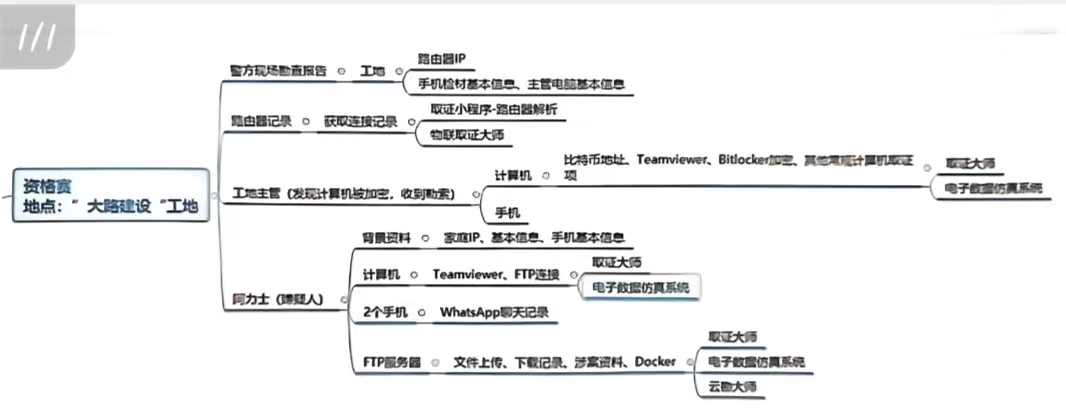 资格赛
地点：”大路建设“工地
警方现场勘查报告
工地
路由器IP
手机检材基本信息、主管电脑基本信息
路由器记录
获取连接记录
取证小程序-路由器解析
物联取证大师
工地主管（发现计算机被加密，收到勒索）
计算机
比特币地址、Teamviewer、Bitlocker加密、其他常规计算机取证
项
取证大师
电子数据仿真系统
手机
阿力士（嫌疑人）
背景资料
家庭IP、基本信息、手机基本信息
计算机
Teamviewer、FTP连接
取证大师
电子数据仿真系统
2个手机
WhatsApp聊天记录
FTP服务器
文件上传、下载记录、涉案资料、Docker
取证大师
电子数据仿真系统
云勘大师